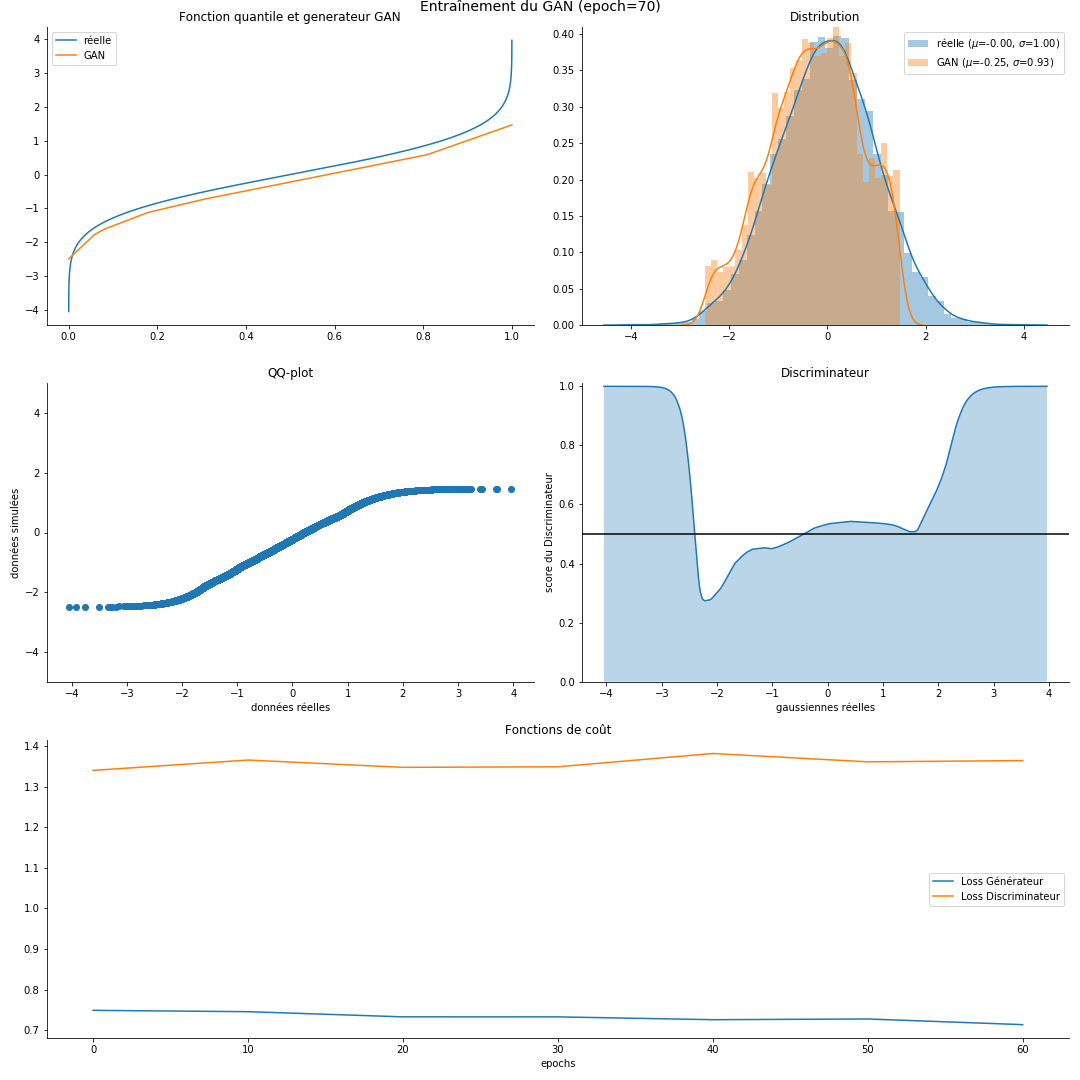 Entraînement du GAN (epoch=70)
Fonction quantile et generateur GAN
réelle
GAN
4
3
2
1
0
−1
−2
−3
−4
0.0 0.2 0.4 0.6 0.8 1.0
Distribution
réelle (μ=-0.00, σ=1.00)
GAN (μ=-0.25, σ=0.93)
0.40
0.35
0.30
0.25
0.20
0.15
0.10
0.05
0.00
−4 −2 0 2 4
QQ-plot
données simulées
4
2
0
−2
−4
−4 −3 −2 −1 0 1 2 3 4
données réelles
Discriminateur
score du Discriminateur
1.0
0.8
0.6
0.4
0.2
0.0
−4 −3 −2 −1 0 1 2 3 4
gaussiennes réelles
Fonctions de coût
1.4
1.3
1.2
1.1
1.0
0.9
0.8
0.7
Loss Générateur
Loss Discriminateur
0 10 20 30 40 50 60
epochs